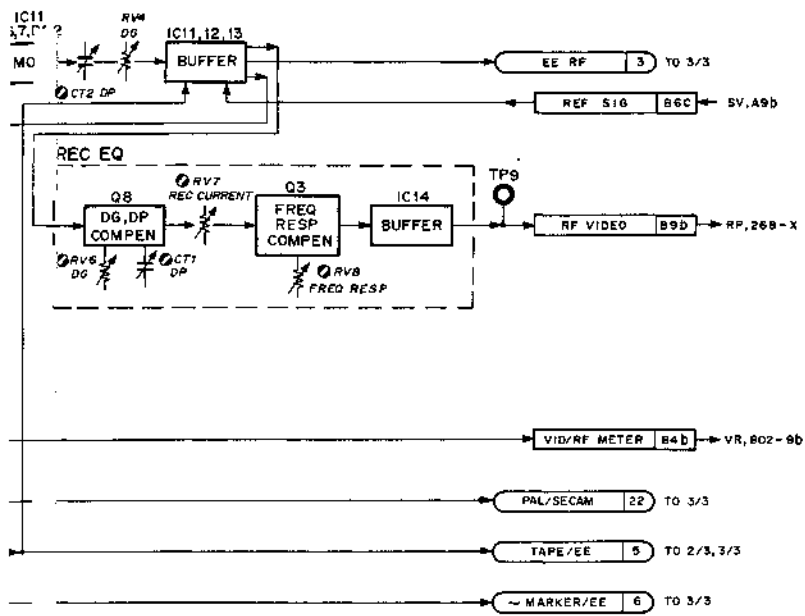 IC11
MO
RV4
DG
CT2 DP
IC11,12,13
BUFFER
EE RF 3 TO 3/3
REF SIG B6C SV,A9b
REC EQ
Q8
DG,DP
COMPEN
RV6
DG
CT1
DP
RV7
REC CURRENT
Q3
FREQ
RESP
COMPEN
RV8
FREQ RESP
IC14
BUFFER
TP9
RF VIDEO B9b RP,26B-X
VID/RF METER B4b VR,B02-9b
PAL/SECAM 22 TO 3/3
TAPE/EE 5 TO 2/3,3/3
~ MARKER/EE 6 TO 3/3